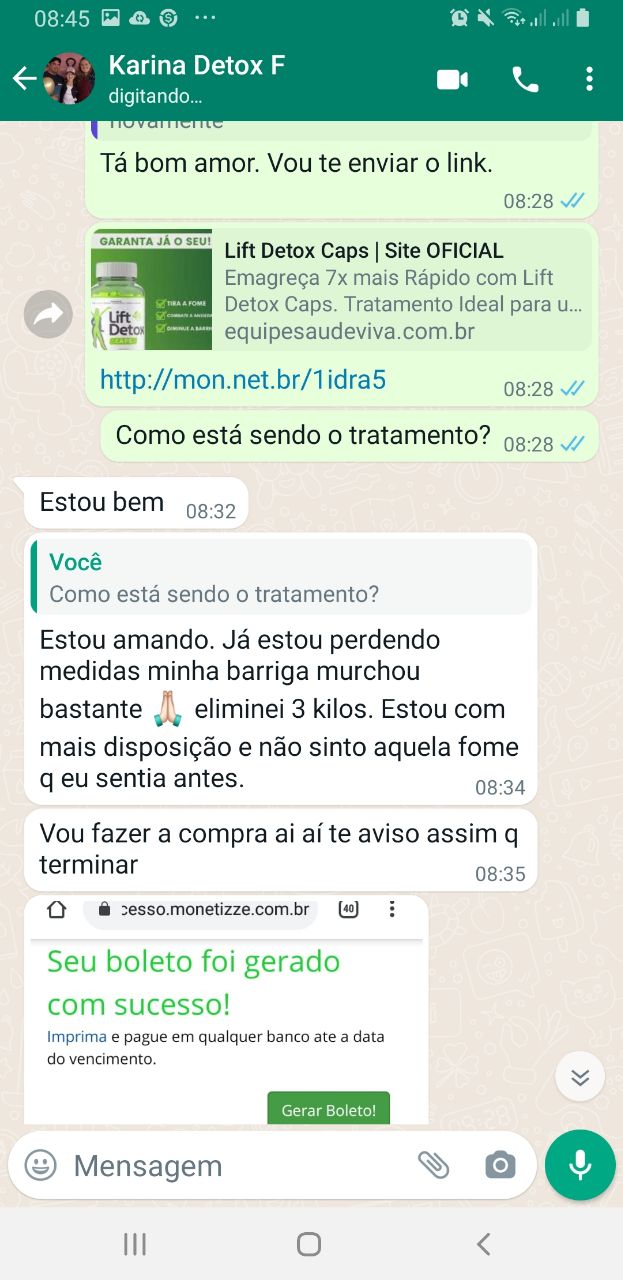 08:45
Karina Detox F
digitando...
novamente
Tá bom amor. Vou te enviar o link.
08:28
GARANTA JÁ O SEU!
Lift Detox Caps | Site OFICIAL
Emagreça 7x mais Rápido com Lift
Detox Caps. Tratamento Ideal para u...
equipesaudeviva.com.br
Lift
Detox
CAPS
TIRA A FOME
COMBATE A ANSIEDA
DIMINUE A BARRI
http://mon.net.br/1idra5
08:28
Como está sendo o tratamento?
08:28
Estou bem
08:32
Você
Como está sendo o tratamento?
Estou amando. Já estou perdendo
medidas minha barriga murchou
bastante 🙏🏻 eliminei 3 kilos. Estou com
mais disposição e não sinto aquela fome
q eu sentia antes.
08:34
Vou fazer a compra ai aí te aviso assim q
terminar
08:35
cesso.monetizze.com.br
40
Seu boleto foi gerado
com sucesso!
Imprima e pague em qualquer banco ate a data
do vencimento.
Gerar Boleto!
Mensagem